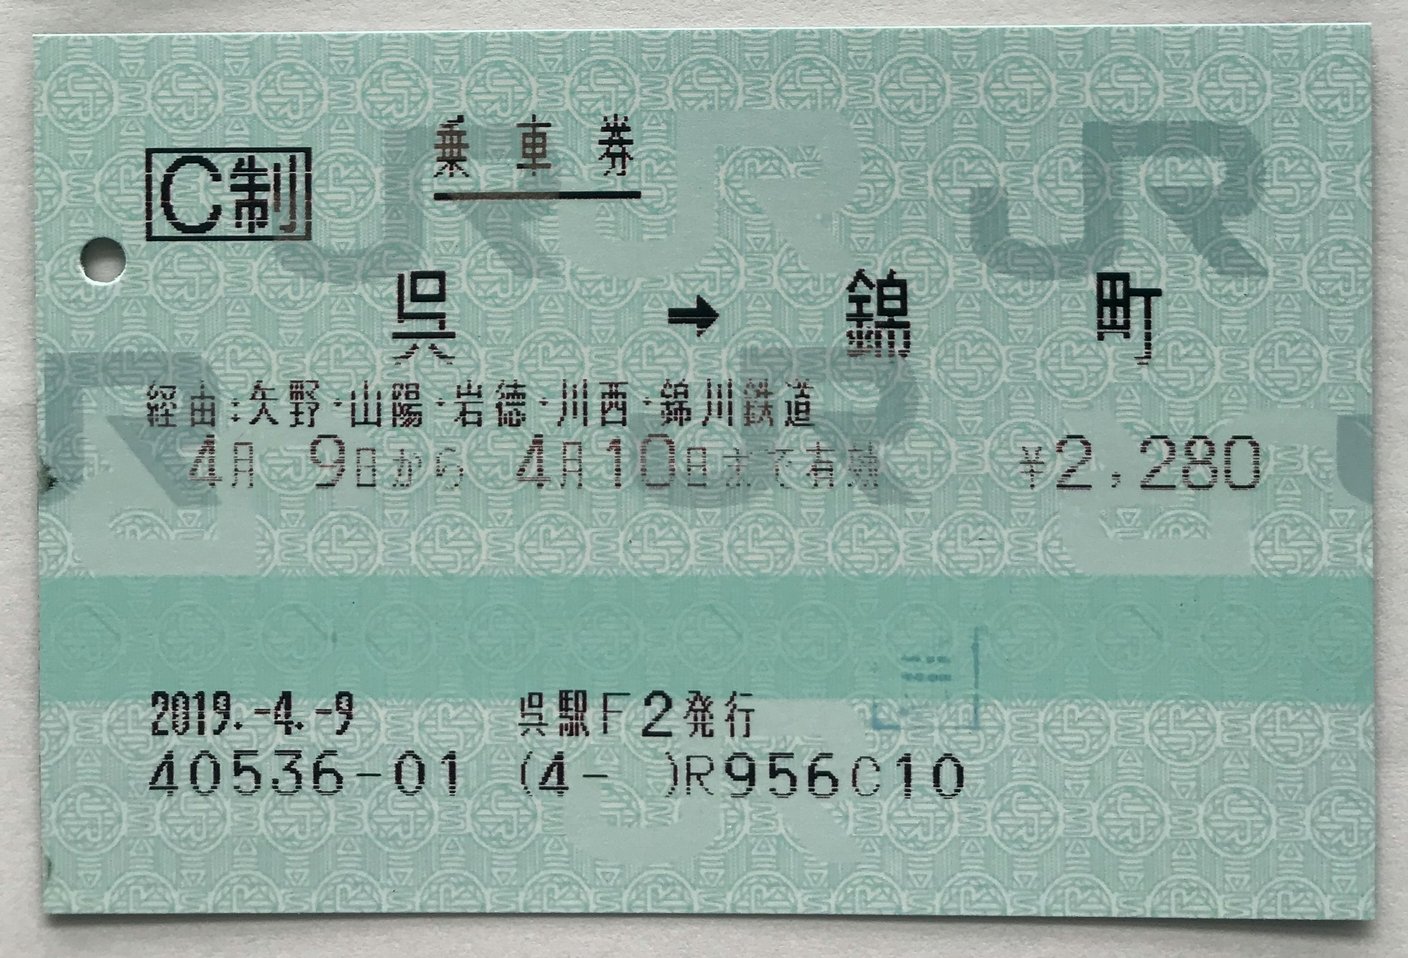 C制
乗車券
呉 → 錦町
経由:矢野・山陽・岩徳・川西・錦川鉄道
4月 9日から 4月10日まで有効 ¥2,280
2019.-4.-9 呉駅F2発行
40536-01 (4- )R956C10